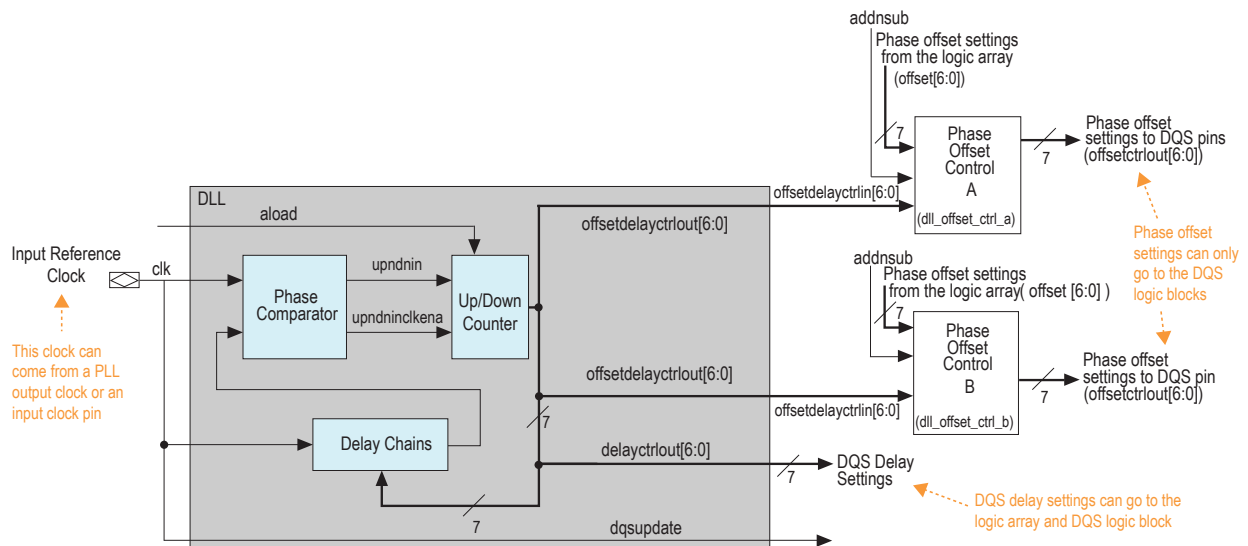 addnsub
Phase offset settings
from the logic array
(offset[6:0])
7
Phase
Offset
Control
A
(dll_offset_ctrl_a)
7
Phase offset
settings to DQS pins
(offsetctrlout[6:0])
DLL
aload
offsetdelayctrlin[6:0]
offsetdelayctrlout[6:0]
Input Reference
Clock
clk
Phase
Comparator
upndnin
upndninclkena
Up/Down
Counter
Phase offset
settings can only
go to the DQS
logic blocks
addnsub
Phase offset settings
from the logic array( offset [6:0] )
7
Phase
Offset
Control
B
(dll_offset_ctrl_b)
7
Phase offset
settings to DQS pin
(offsetctrlout[6:0])
This clock can
come from a PLL
output clock or an
input clock pin
offsetdelayctrlout[6:0]
offsetdelayctrlin[6:0]
7
Delay Chains
delayctrlout[6:0]
7
DQS Delay
Settings
7
DQS delay settings can go to the
logic array and DQS logic block
dqsupdate